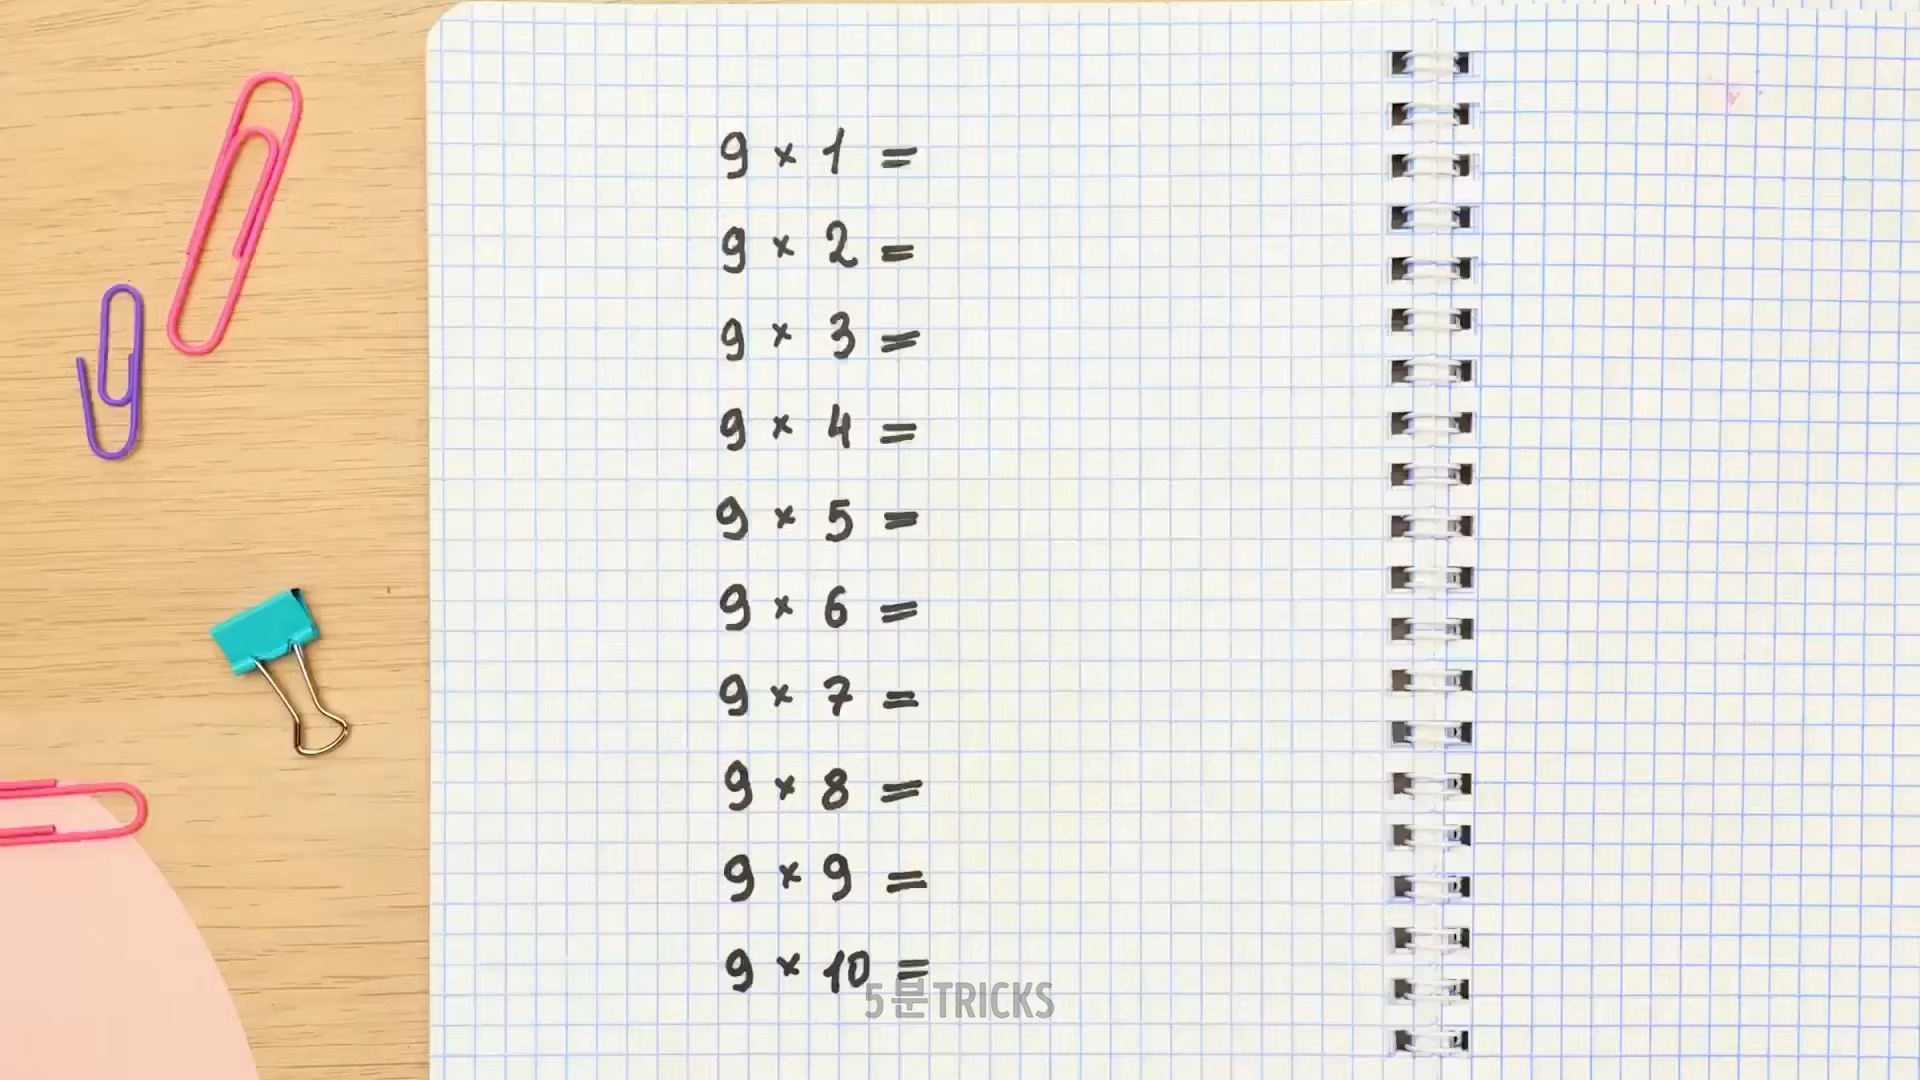 9 × 1 =
9 × 2 =
9 × 3 =
9 × 4 =
9 × 5 =
9 × 6 =
9 × 7 =
9 × 8 =
9 × 9 =
9 × 10 =
5분TRICKS